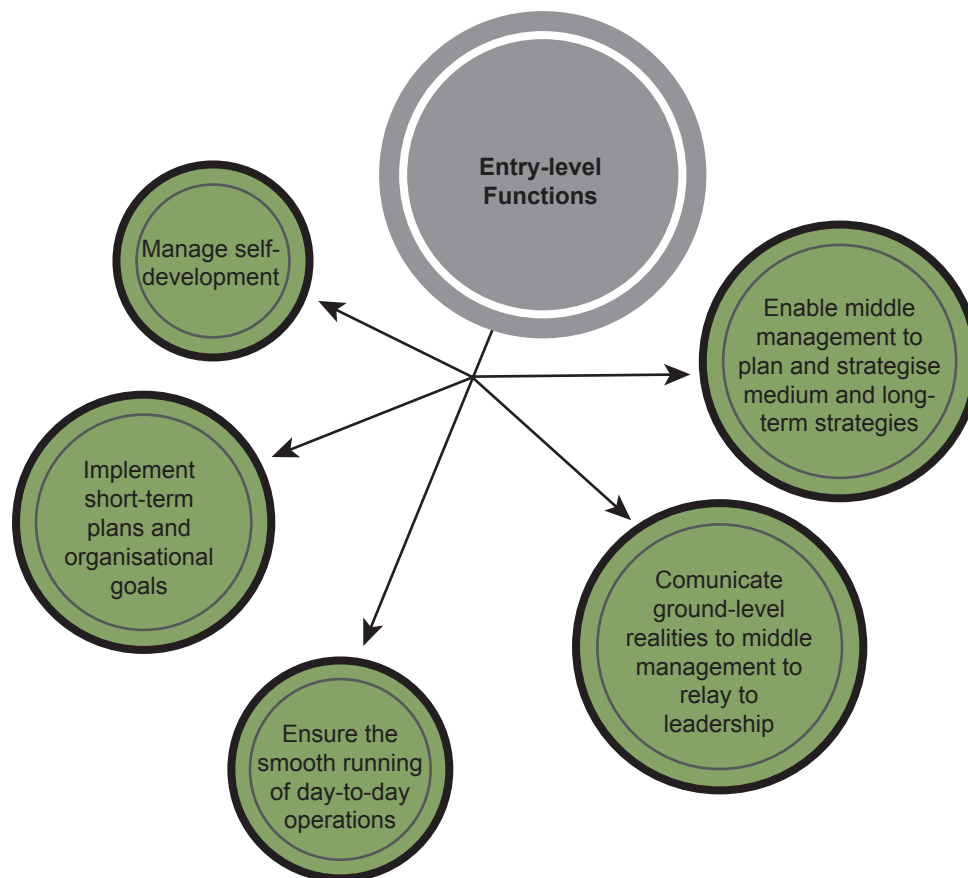 Entry-level
Functions
Manage self-
development
Enable middle
management to
plan and strategise
medium and long-
term strategies
Implement
short-term
plans and
organisational
goals
Comunicate
ground-level
realities to middle
management to
relay to
leadership
Ensure the
smooth running
of day-to-day
operations